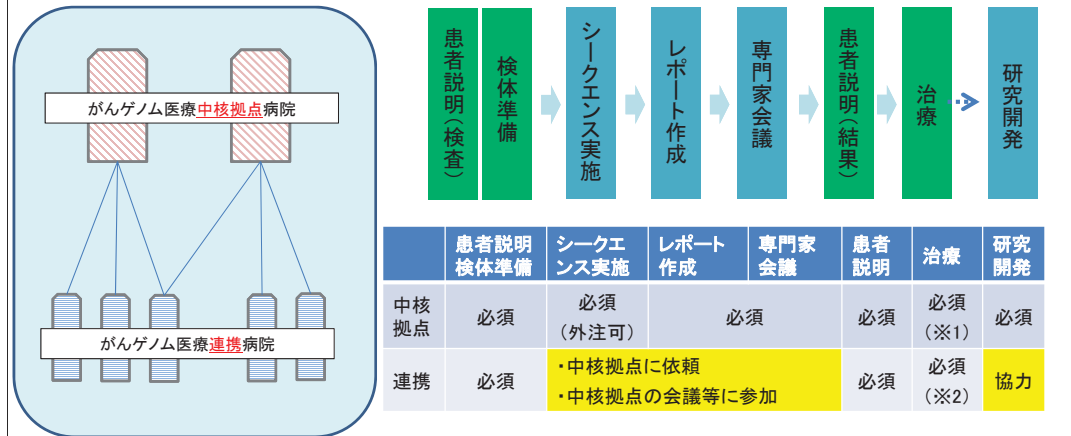 がんゲノム医療中核拠点病院
がんゲノム医療連携病院
患者説明(検査)
検体準備
シークエンス実施
レポート作成
専門家会議
患者説明(結果)
治療
研究開発
患者説明
検体準備
シークエ
ンス実施
レポート
作成
専門家
会議
患者
説明
治療
研究
開発
中核
拠点
必須
必須
(外注可)
必須
必須
必須
(※1)
必須
連携
必須
・中核拠点に依頼
・中核拠点の会議等に参加
必須
必須
(※2)
協力